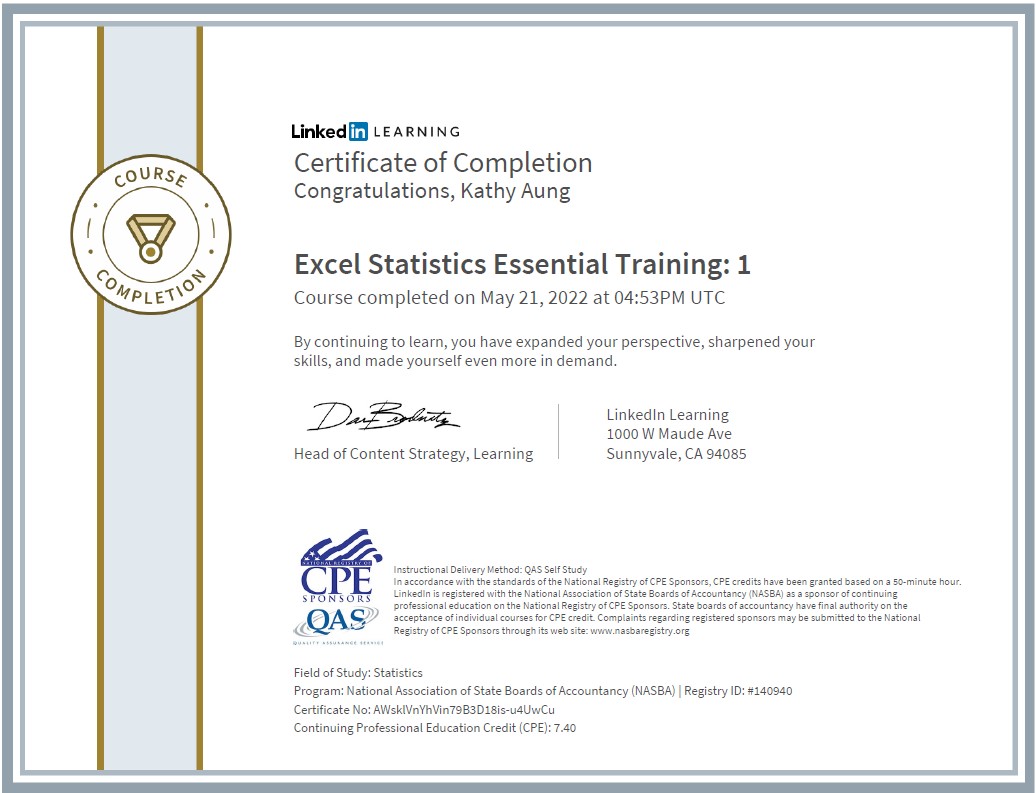 COURSE
COMPLETION
Linked in LEARNING
Certificate of Completion
Congratulations, Kathy Aung
Excel Statistics Essential Training: 1
Course completed on May 21, 2022 at 04:53PM UTC
By continuing to learn, you have expanded your perspective, sharpened your
skills, and made yourself even more in demand.
Head of Content Strategy, Learning
LinkedIn Learning
1000 W Maude Ave
Sunnyvale, CA 94085
NATIONAL REGISTRY OF
CPE
SPONSORS
QAS
QUALITY ASSURANCE SERVICE
Instructional Delivery Method: QAS Self Study
In accordance with the standards of the National Registry of CPE Sponsors, CPE credits have been granted based on a 50-minute hour.
LinkedIn is registered with the National Association of State Boards of Accountancy (NASBA) as a sponsor of continuing
professional education on the National Registry of CPE Sponsors. State boards of accountancy have final authority on the
acceptance of individual courses for CPE credit. Complaints regarding registered sponsors may be submitted to the National
Registry of CPE Sponsors through its web site: www.nasbaregistry.org
Field of Study: Statistics
Program: National Association of State Boards of Accountancy (NASBA) | Registry ID: #140940
Certificate No: AWsklVnYhVin79B3D18is-u4UwCu
Continuing Professional Education Credit (CPE): 7.40